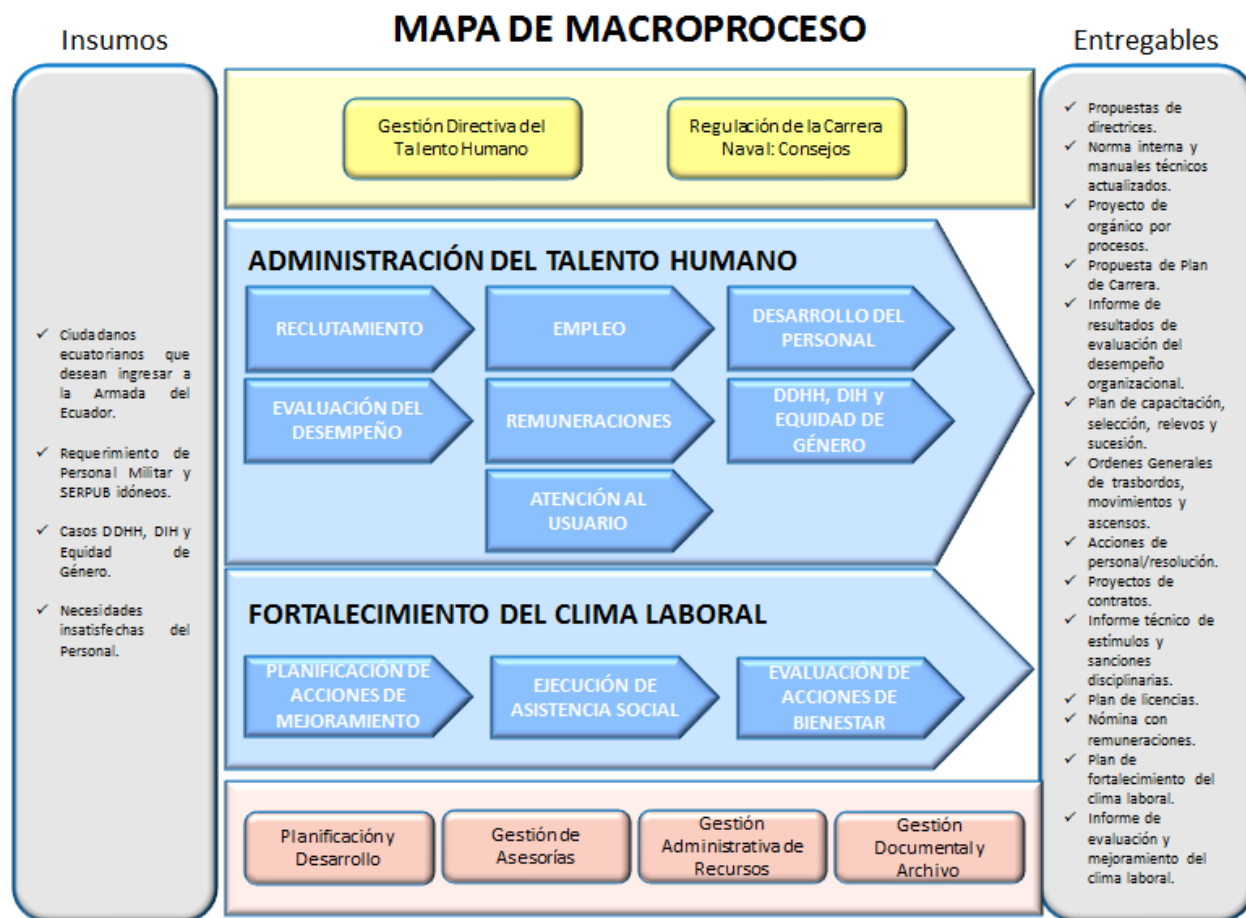 MAPA DE MACROPROCESO
Insumos
✓ Ciudadanos
ecuatorianos que
desean ingresar a
la Armada del
Ecuador.
✓ Requerimiento de
Personal Militar y
SERPUB idóneos.
✓ Casos DDHH, DIH y
Equidad de
Género.
✓ Necesidades
insatisfechas del
Personal.
Gestión Directiva del
Talento Humano
Regulación de la Carrera
Naval: Consejos
ADMINISTRACIÓN DEL TALENTO HUMANO
RECLUTAMIENTO
EMPLEO
DESARROLLO DEL
PERSONAL
EVALUACIÓN DEL
DESEMPEÑO
REMUNERACIONES
DDHH, DIH y
EQUIDAD DE
GÉNERO
ATENCIÓN AL
USUARIO
FORTALECIMIENTO DEL CLIMA LABORAL
PLANIFICACIÓN DE
ACCIONES DE
MEJORAMIENTO
EJECUCIÓN DE
ASISTENCIA SOCIAL
EVALUACIÓN DE
ACCIONES DE
BIENESTAR
Planificación y
Desarrollo
Gestión de
Asesorías
Gestión
Administrativa de
Recursos
Gestión
Documental y
Archivo
Entregables
✓ Propuestas de
directrices.
✓ Norma interna y
manuales técnicos
actualizados.
✓ Proyecto de
orgánico por
procesos.
✓ Propuesta de Plan
de Carrera.
✓ Informe de
resultados de
evaluación del
desempeño
organizacional.
✓ Plan de capacitación,
selección, relevos y
sucesión.
✓ Ordenes Generales
de trasbordos,
movimientos y
ascensos.
✓ Acciones de
personal/resolución.
✓ Proyectos de
contratos.
✓ Informe técnico de
estímulos y
sanciones
disciplinarias.
✓ Plan de licencias.
✓ Nómina con
remuneraciones.
✓ Plan de
fortalecimiento del
clima laboral.
✓ Informe de
evaluación y
mejoramiento del
clima laboral.